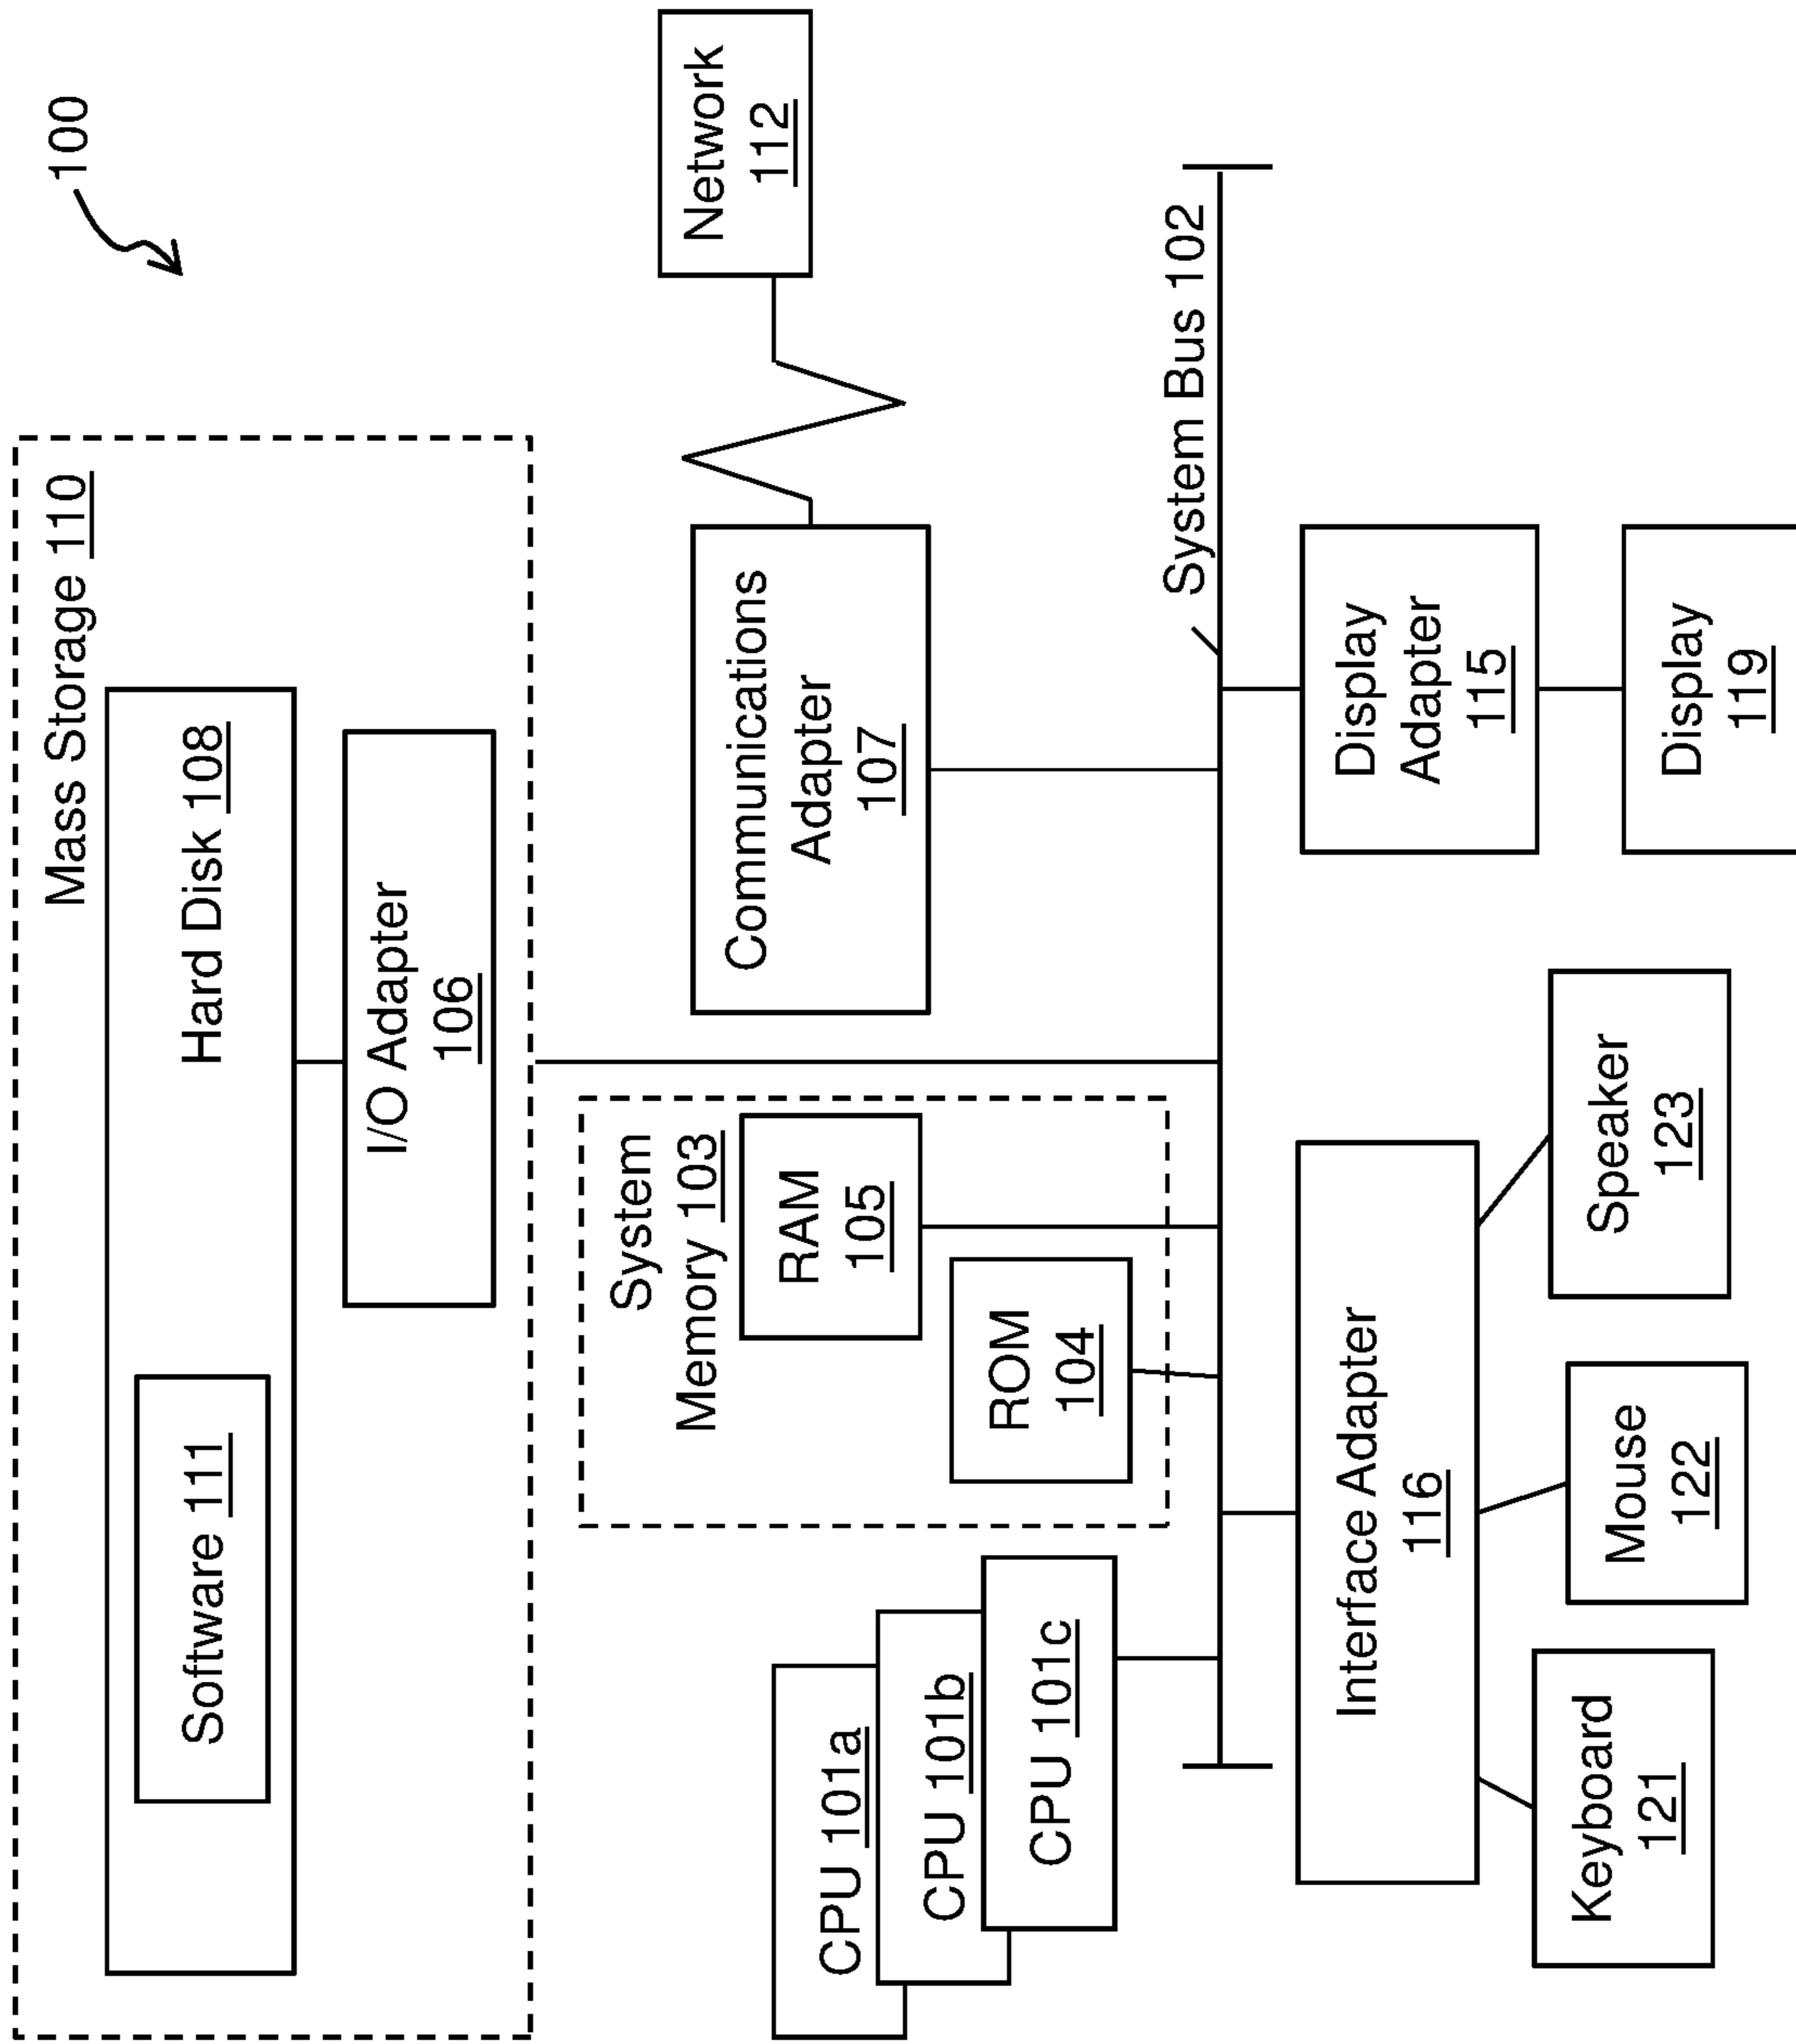 100
Mass Storage 110
Hard Disk 108
Software 111
I/O Adapter
106
System
Memory 103
RAM
105
ROM
104
CPU 101a
CPU 101b
CPU 101c
Communications
Adapter
107
Network
112
System Bus 102
Interface Adapter
116
Keyboard
121
Mouse
122
Speaker
123
Display
Adapter
115
Display
119